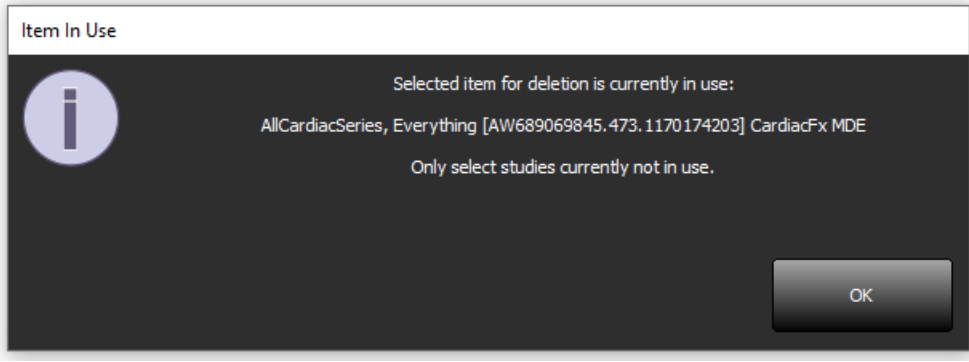 Item In Use
Selected item for deletion is currently in use:
AllCardiacSeries, Everything [AW689069845.473.1170174203] CardiacFx MDE
Only select studies currently not in use.
OK